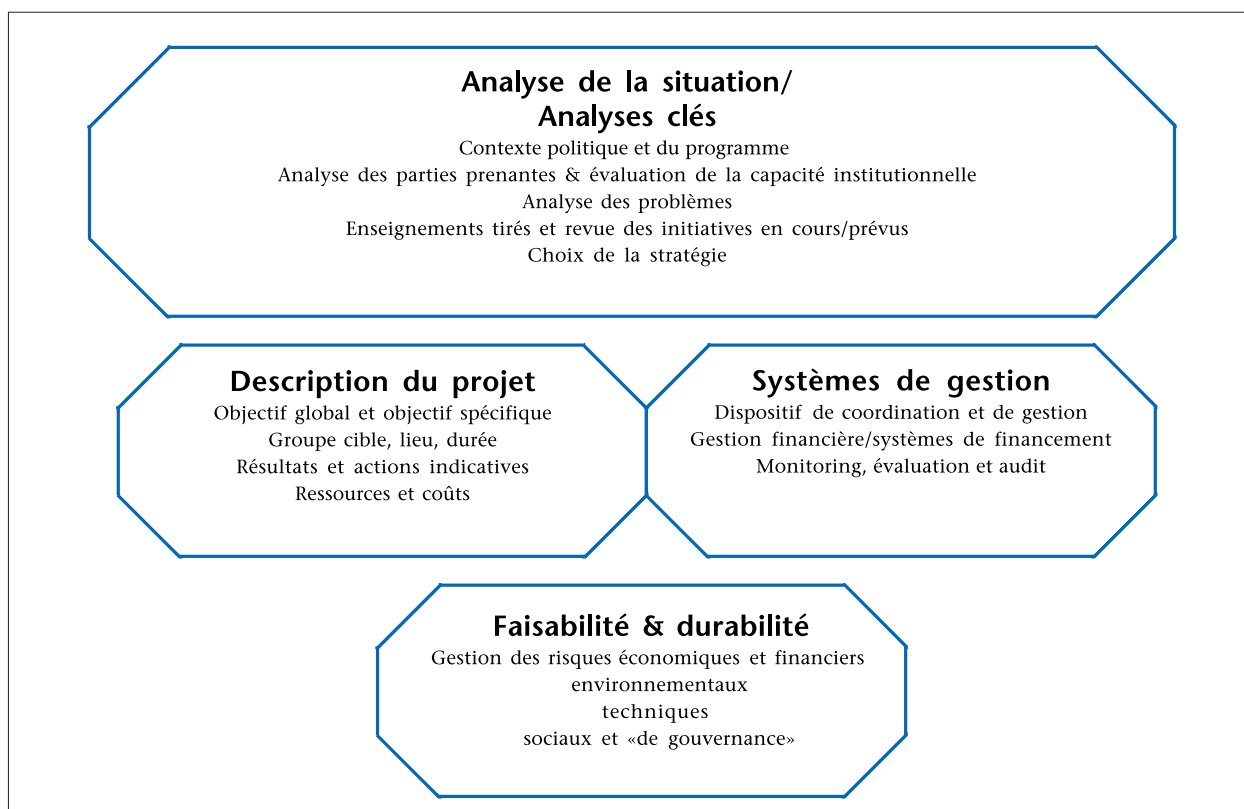 Analyse de la situation/
Analyses clés
Contexte politique et du programme
Analyse des parties prenantes & évaluation de la capacité institutionnelle
Analyse des problèmes
Enseignements tirés et revue des initiatives en cours/prévus
Choix de la stratégie
Description du projet
Objectif global et objectif spécifique
Groupe cible, lieu, durée
Résultats et actions indicatives
Ressources et coûts
Systèmes de gestion
Dispositif de coordination et de gestion
Gestion financière/systèmes de financement
Monitoring, évaluation et audit
Faisabilité & durabilité
Gestion des risques économiques et financiers
environnementaux
techniques
sociaux et «de gouvernance»